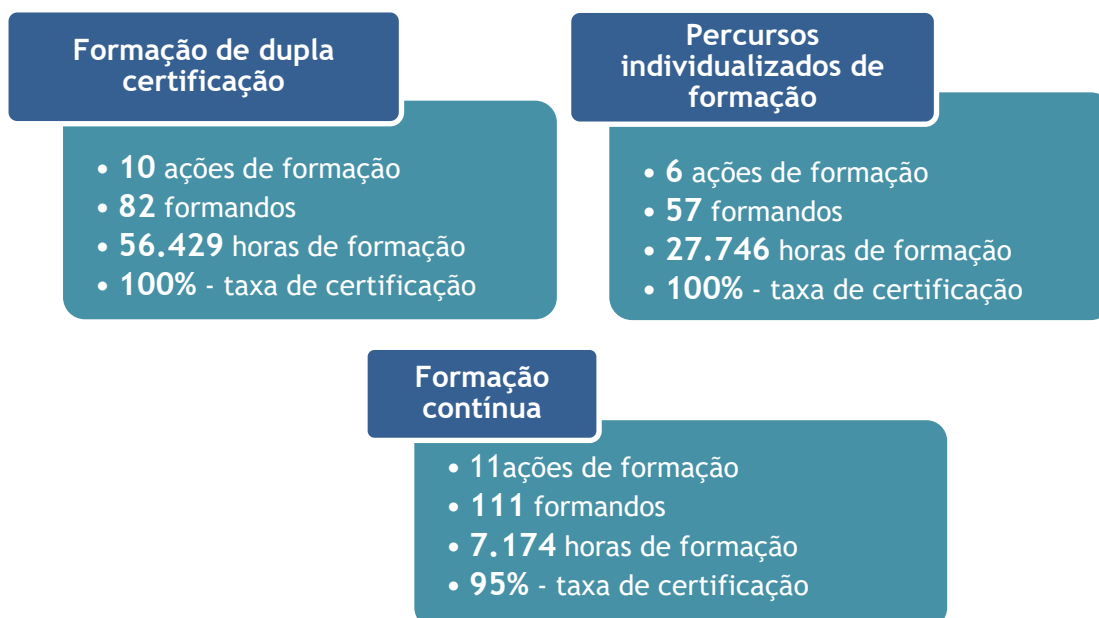 Formação de dupla
certificação
• 10 ações de formação
• 82 formandos
• 56.429 horas de formação
• 100% - taxa de certificação
Percursos
individualizados de
formação
• 6 ações de formação
• 57 formandos
• 27.746 horas de formação
• 100% - taxa de certificação
Formação
contínua
• 11ações de formação
• 111 formandos
• 7.174 horas de formação
• 95% - taxa de certificação